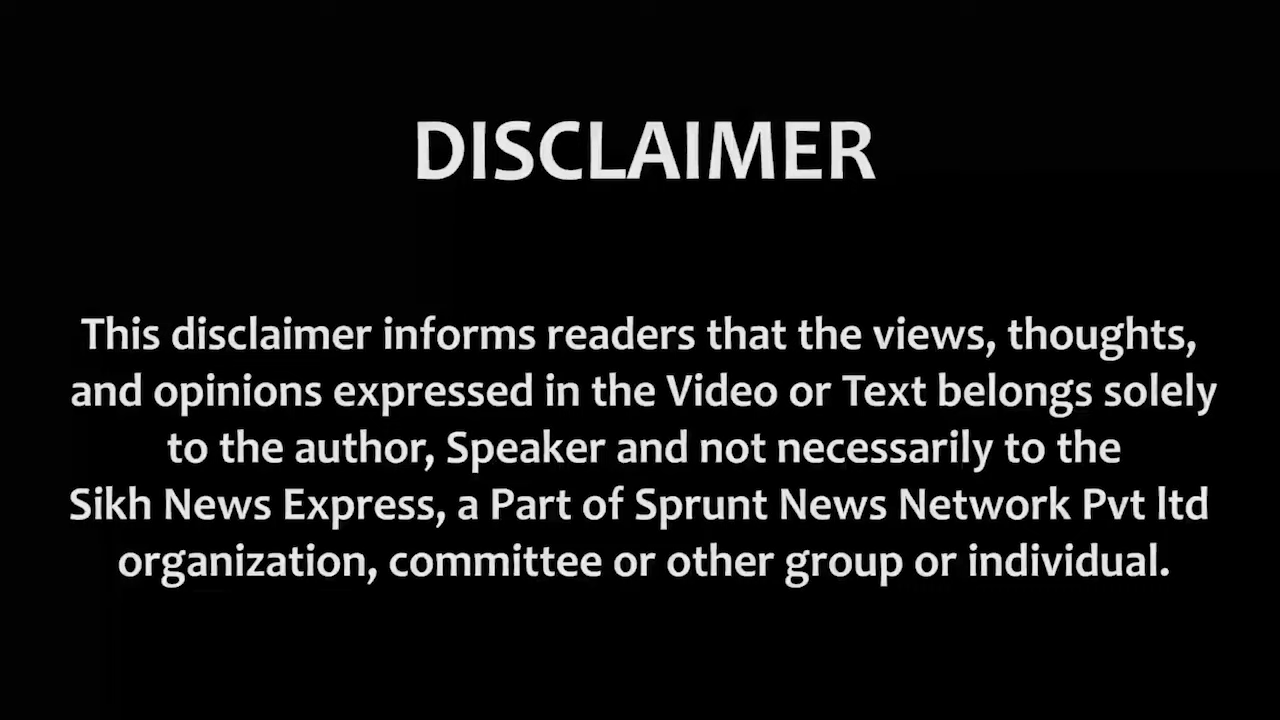 DISCLAIMER
This disclaimer informs readers that the views, thoughts,
and opinions expressed in the Video or Text belongs solely
to the author, Speaker and not necessarily to the
Sikh News Express, a Part of Sprunt News Network Pvt ltd
organization, committee or other group or individual.